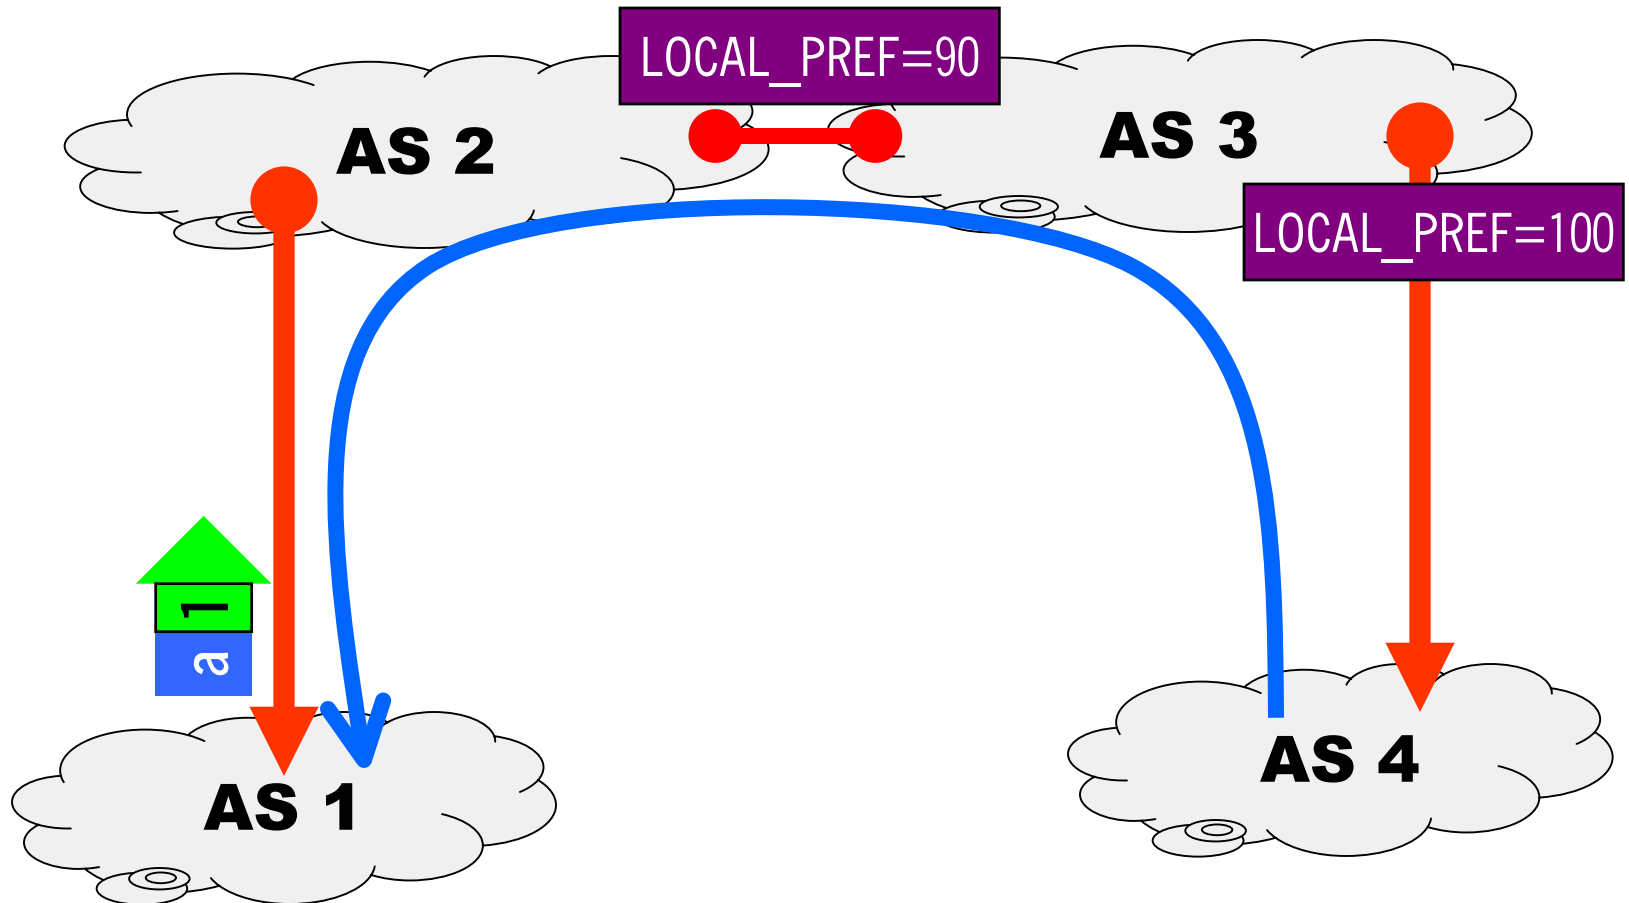 LOCAL_PREF=90
AS 2
AS 3
LOCAL_PREF=100
1
a
AS 4
AS 1